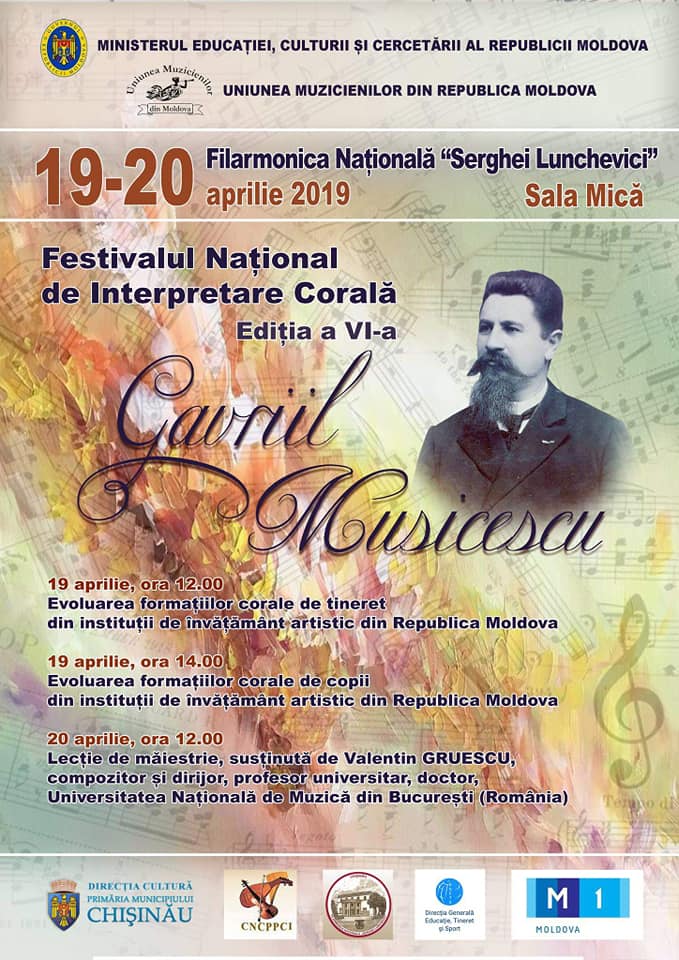 MINISTERUL EDUCAȚIEI, CULTURII ȘI CERCETĂRII AL REPUBLICII MOLDOVA
Uniunea Muzicienilor
din Moldova
UNIUNEA MUZICIENILOR DIN REPUBLICA MOLDOVA
19-20
Filarmonica Națională “Serghei Lunchevici”
aprilie 2019
Sala Mică
Festivalul Național
de Interpretare Corală
Ediția a VI-a
Gavriil
Musicescu
19 aprilie, ora 12.00
Evoluarea formațiilor corale de tineret
din instituții de învățământ artistic din Republica Moldova
19 aprilie, ora 14.00
Evoluarea formațiilor corale de copii
din instituții de învățământ artistic din Republica Moldova
20 aprilie, ora 12.00
Lecție de măiestrie, susținută de Valentin GRUESCU,
compozitor și dirijor, profesor universitar, doctor,
Universitatea Națională de Muzică din București (România)
Tempo di
DIRECȚIA CULTURĂ
PRIMĂRIA MUNICIPIULUI
CHIȘINĂU
CNCPPCI
Direcția Generală
Educație, Tineret
și Sport
M 1
MOLDOVA